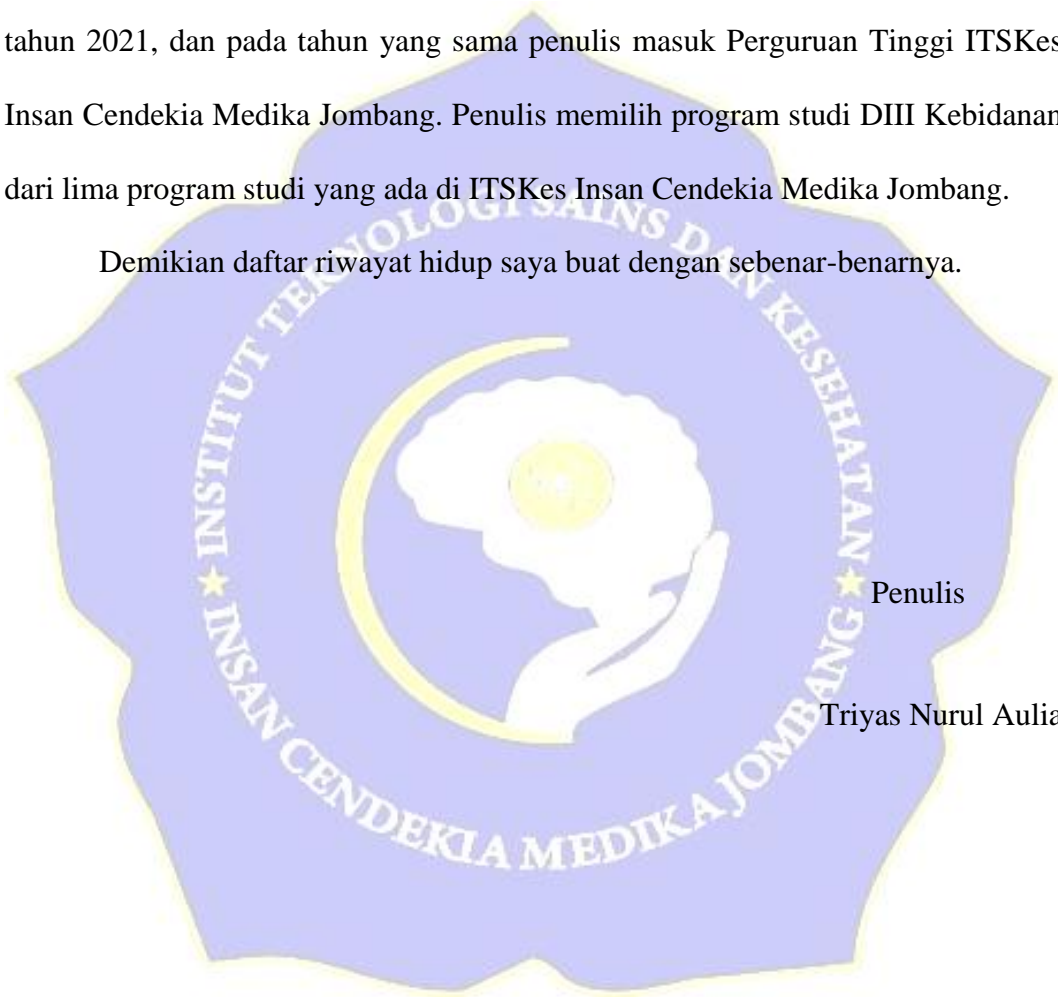 tahun 2021, dan pada tahun yang sama penulis masuk Perguruan Tinggi ITSKes
Insan Cendekia Medika Jombang. Penulis memilih program studi DIII Kebidanan
dari lima program studi yang ada di ITSKes Insan Cendekia Medika Jombang.
Demikian daftar riwayat hidup saya buat dengan sebenar-benarnya.
INSTITUT TEKNOLOGI SAINS DAN KESEHATAN
INSAN CENDEKIA MEDIKA JOMBANG
Penulis
Triyas Nurul Aulia